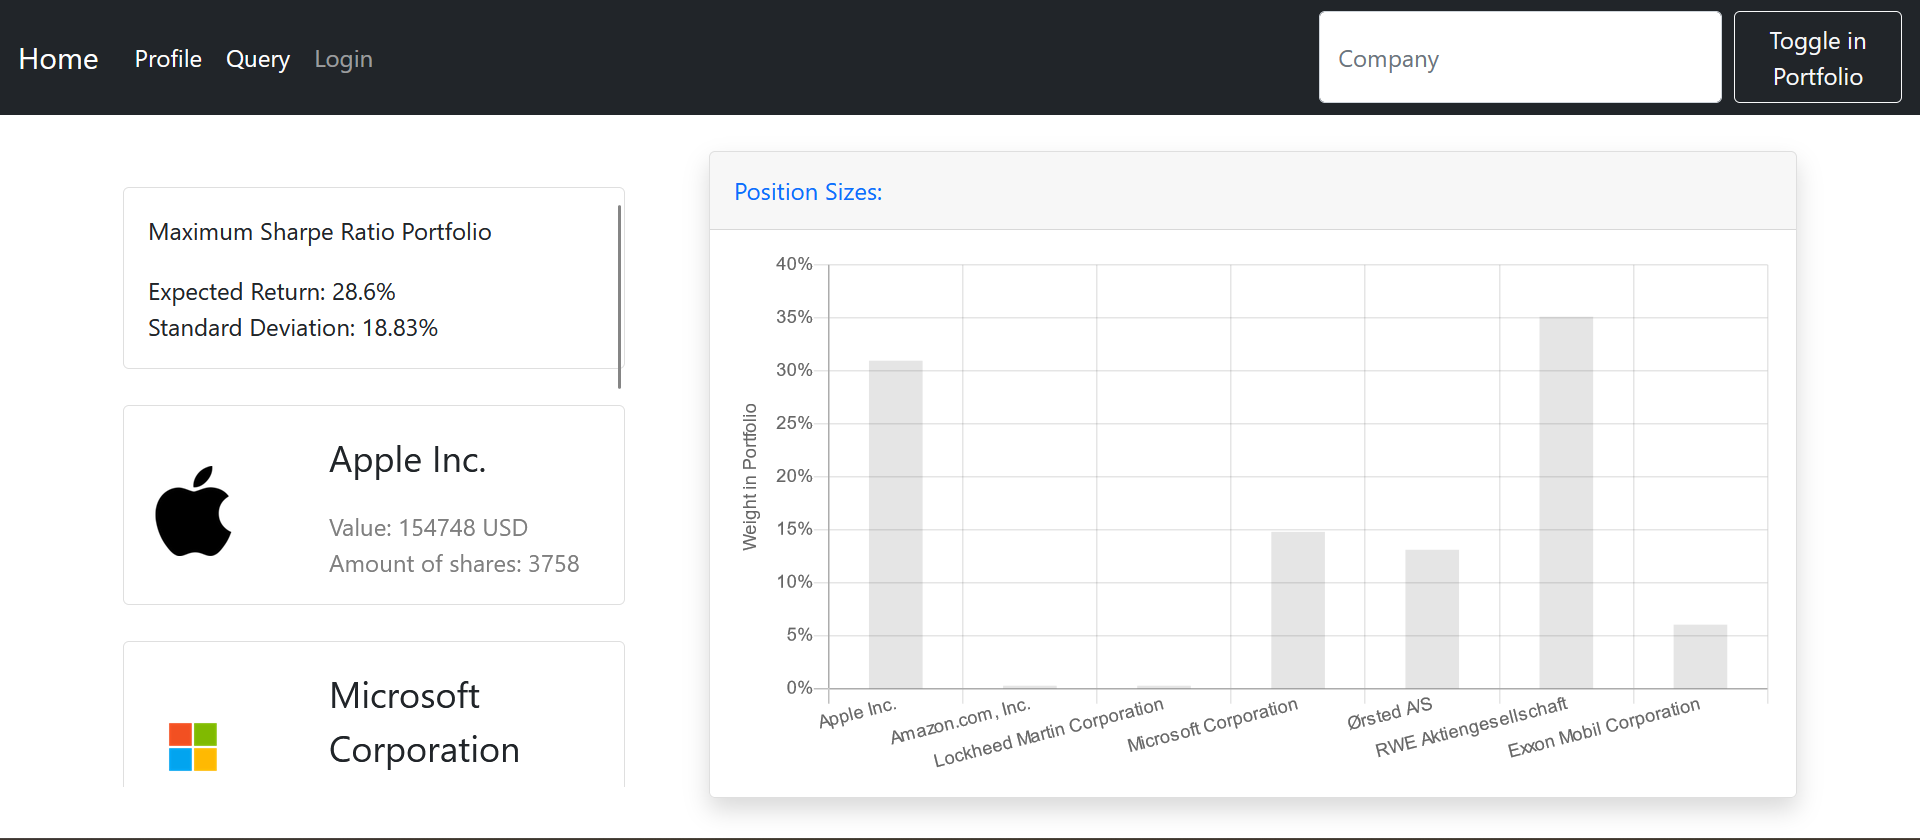 Home
Profile
Query
Login
Company
Toggle in
Portfolio
Maximum Sharpe Ratio Portfolio
Expected Return: 28.6%
Standard Deviation: 18.83%
Apple Inc.
Value: 154748 USD
Amount of shares: 3758
Microsoft
Corporation
Position Sizes:
Weight in Portfolio
40%
35%
30%
25%
20%
15%
10%
5%
0%
Apple Inc.
Amazon.com, Inc.
Lockheed Martin Corporation
Microsoft Corporation
Ørsted A/S
RWE Aktiengesellschaft
Exxon Mobil Corporation